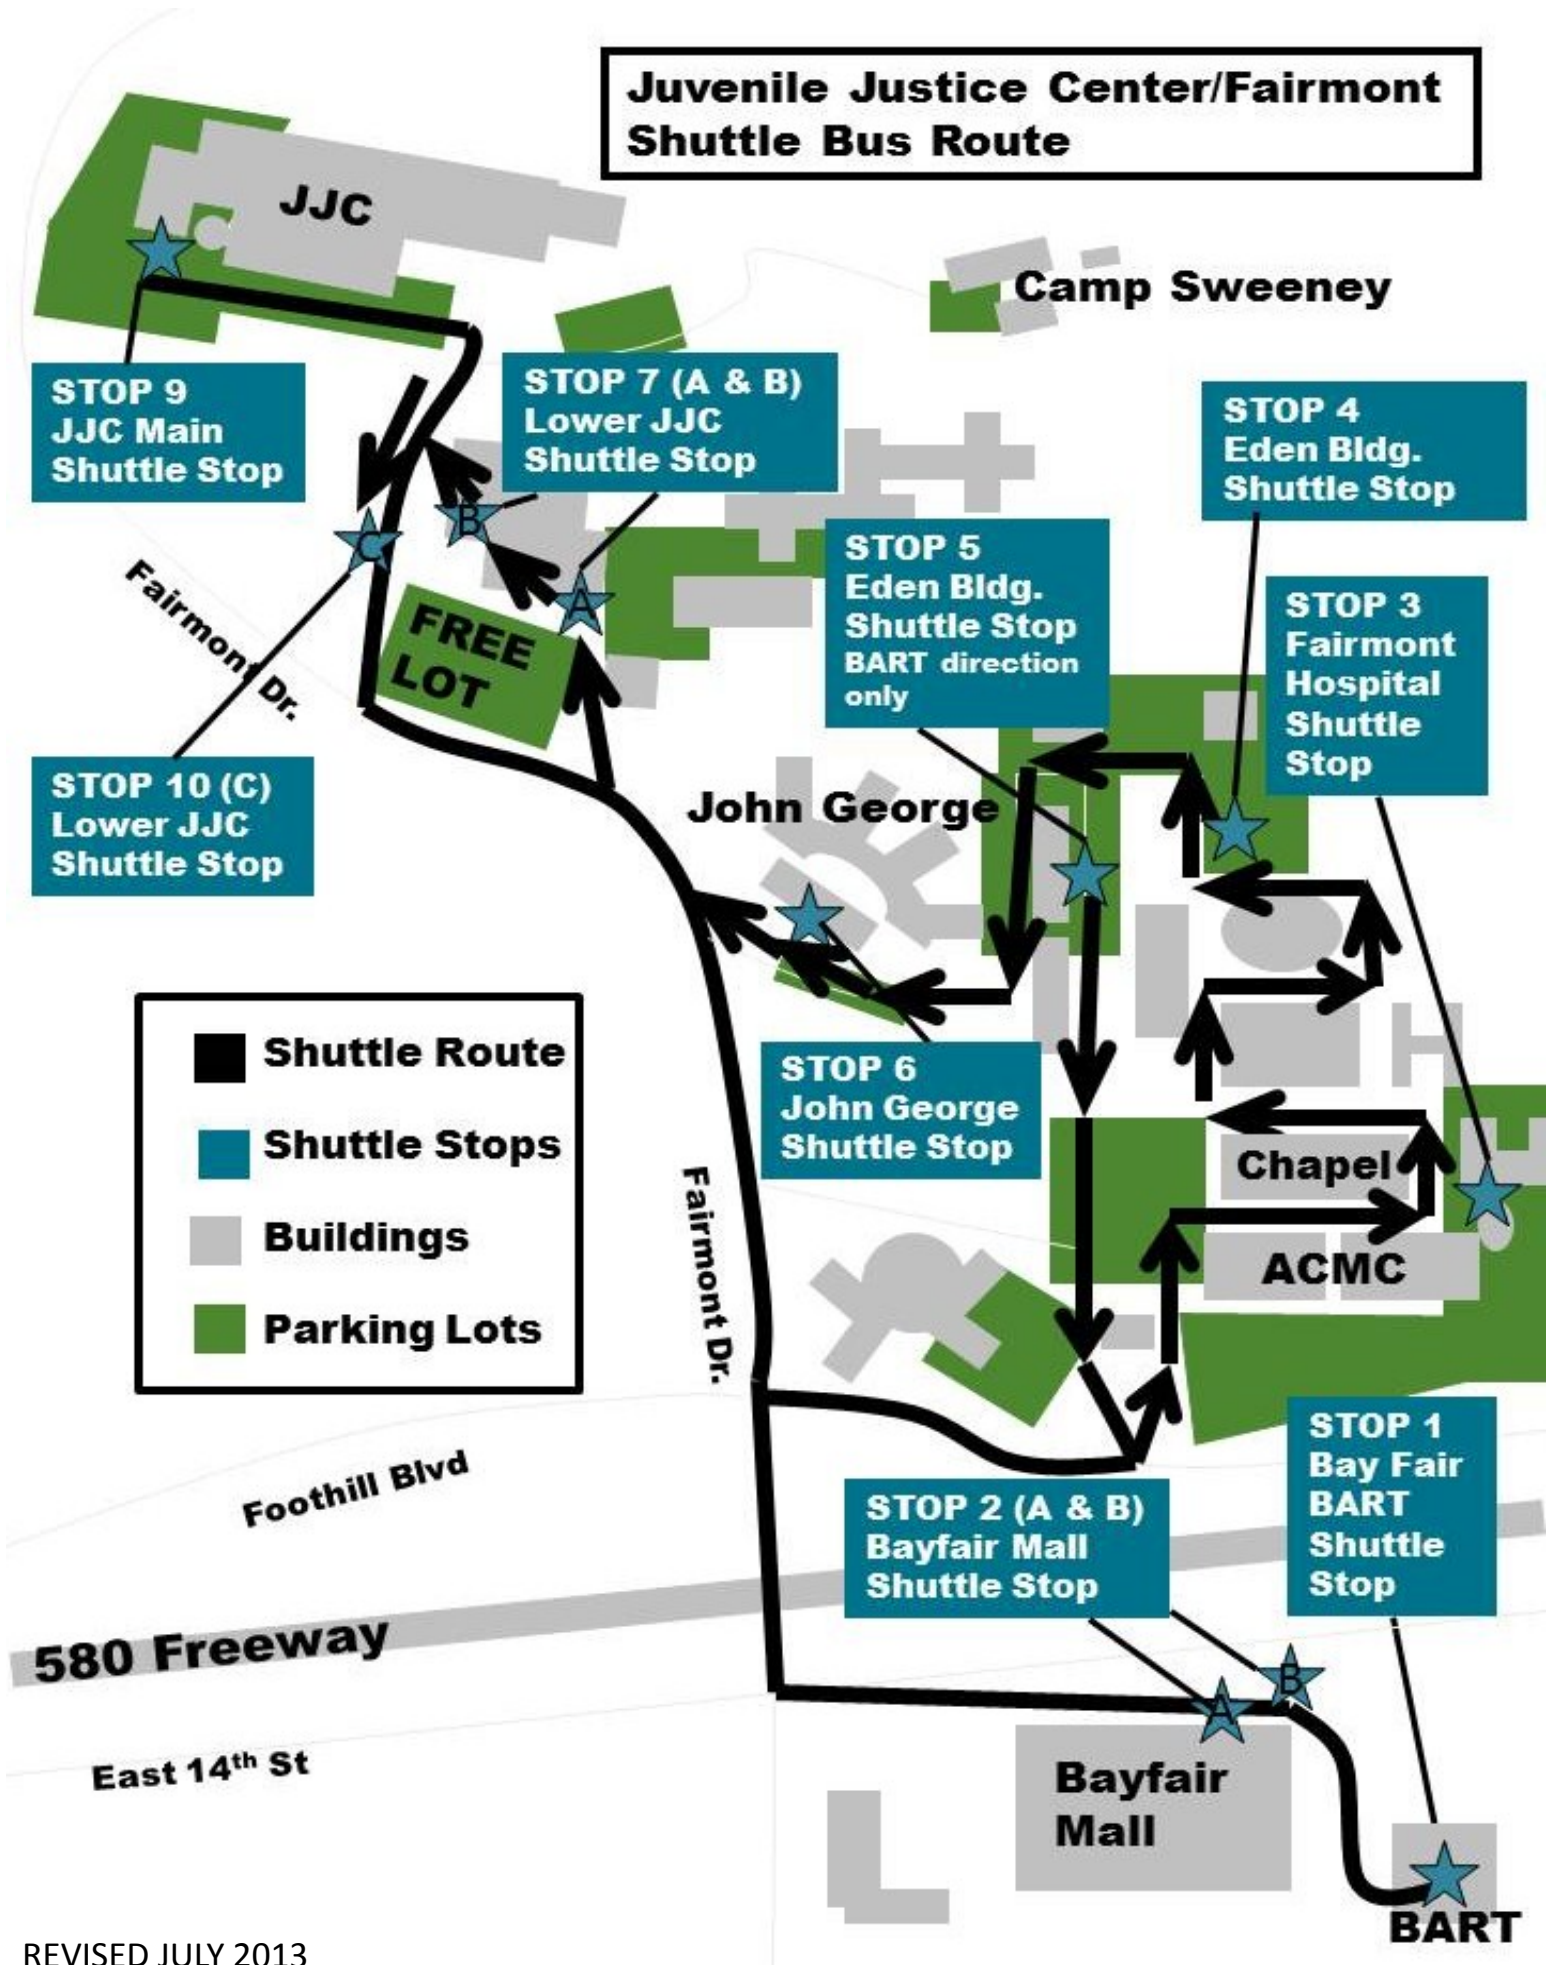 Juvenile Justice Center/Fairmont
Shuttle Bus Route
JJC
Camp Sweeney
STOP 9
JJC Main
Shuttle Stop
STOP 7 (A & B)
Lower JJC
Shuttle Stop
STOP 4
Eden Bldg.
Shuttle Stop
B
C
A
STOP 5
Eden Bldg.
Shuttle Stop
BART direction
only
STOP 3
Fairmont
Hospital
Shuttle
Stop
Fairmont Dr.
FREE
LOT
STOP 10 (C)
Lower JJC
Shuttle Stop
John George
Shuttle Route
Shuttle Stops
Buildings
Parking Lots
STOP 6
John George
Shuttle Stop
Chapel
ACMC
Fairmont Dr.
Foothill Blvd
STOP 1
Bay Fair
BART
Shuttle
Stop
STOP 2 (A & B)
Bayfair Mall
Shuttle Stop
580 Freeway
B
A
East 14th St
Bayfair
Mall
BART
REVISED JULY 2013